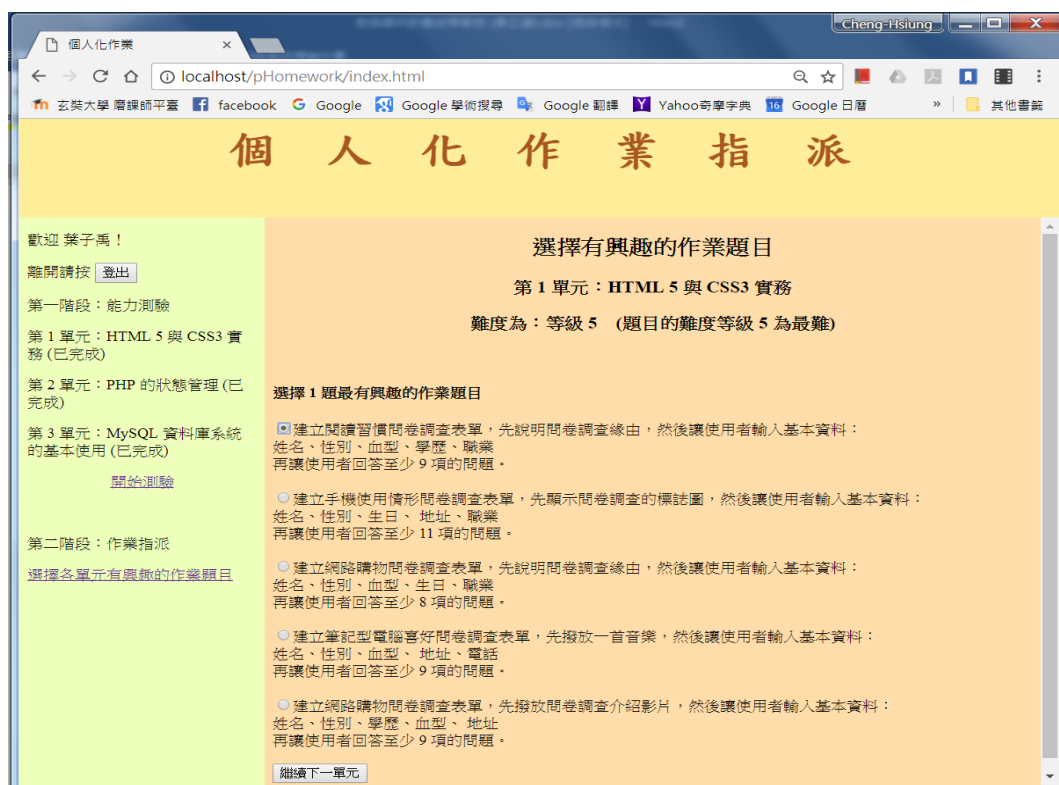 Cheng-Hsiung
個人化作業
localhost/pHomework/index.html
玄奘大學 磨課師平臺 facebook Google Google 學術搜尋 Google 翻譯 Yahoo奇摩字典 16 Google 日曆 » 其他書籤
個人化作業指派
歡迎 葉子禹！
離開請按 登出
第一階段：能力測驗
第 1 單元：HTML 5 與 CSS3 實
務 (已完成)
第 2 單元：PHP 的狀態管理 (已
完成)
第 3 單元：MySQL 資料庫系統
的基本使用 (已完成)
開始測驗
第二階段：作業指派
選擇各單元有興趣的作業題目
選擇有興趣的作業題目
第 1 單元：HTML 5 與 CSS3 實務
難度為：等級 5 (題目的難度等級 5 為最難)
選擇 1 題最有興趣的作業題目
建立閱讀習慣問卷調查表單，先說明問卷調查緣由，然後讓使用者輸入基本資料：
姓名、性別、血型、學歷、職業
再讓使用者回答至少 9 項的問題。
建立手機使用情形問卷調查表單，先顯示問卷調查的標誌圖，然後讓使用者輸入基本資料：
姓名、性別、生日、 地址、職業
再讓使用者回答至少 11 項的問題。
建立網路購物問卷調查表單，先說明問卷調查緣由，然後讓使用者輸入基本資料：
姓名、性別、血型、生日、職業
再讓使用者回答至少 8 項的問題。
建立筆記型電腦喜好問卷調查表單，先撥放一首音樂，然後讓使用者輸入基本資料：
姓名、性別、血型、 地址、電話
再讓使用者回答至少 9 項的問題。
建立網路購物問卷調查表單，先撥放問卷調查介紹影片，然後讓使用者輸入基本資料：
姓名、性別、學歷、血型、 地址
再讓使用者回答至少 9 項的問題。
繼續下一單元